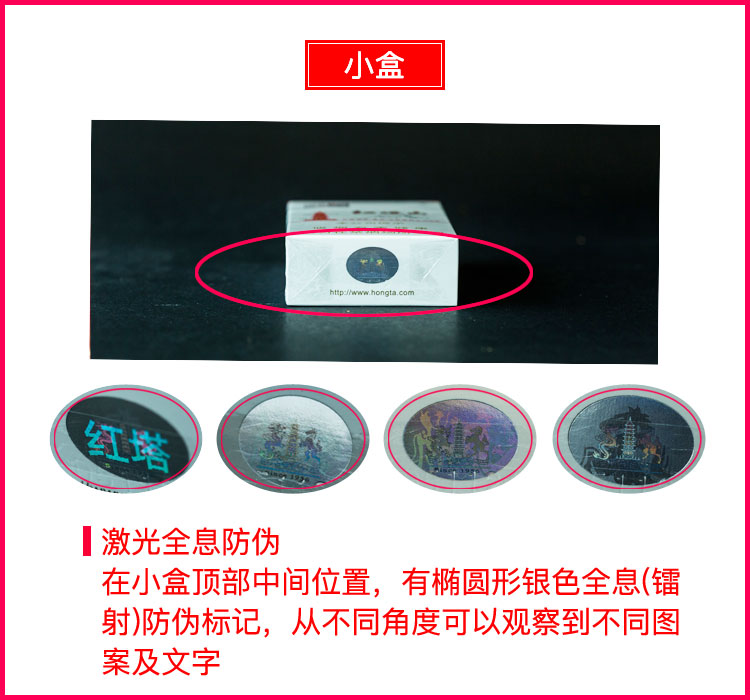 小盒
http://www.hongta.com
红塔
激光全息防伪
在小盒顶部中间位置，有椭圆形银色全息(镭
射)防伪标记，从不同角度可以观察到不同图
案及文字